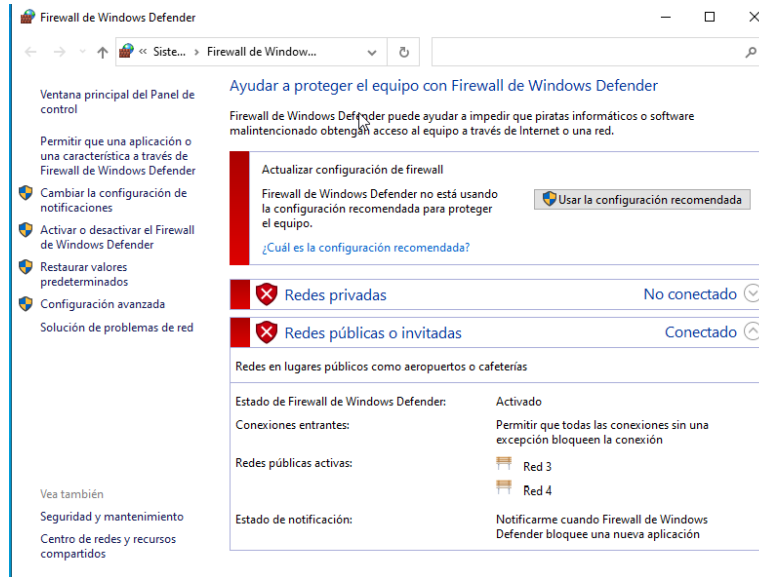 Firewall de Windows Defender
« Siste... › Firewall de Window...
Ventana principal del Panel de
control
Permitir que una aplicación o
una característica a través de
Firewall de Windows Defender
Cambiar la configuración de
notificaciones
Activar o desactivar el Firewall
de Windows Defender
Restaurar valores
predeterminados
Configuración avanzada
Solución de problemas de red
Vea también
Seguridad y mantenimiento
Centro de redes y recursos
compartidos
Ayudar a proteger el equipo con Firewall de Windows Defender
Firewall de Windows Defender puede ayudar a impedir que piratas informáticos o software
malintencionado obtengan acceso al equipo a través de Internet o una red.
Actualizar configuración de firewall
Firewall de Windows Defender no está usando
la configuración recomendada para proteger
el equipo.
Usar la configuración recomendada
¿Cuál es la configuración recomendada?
Redes privadas No conectado
Redes públicas o invitadas Conectado
Redes en lugares públicos como aeropuertos o cafeterías
Estado de Firewall de Windows Defender: Activado
Conexiones entrantes: Permitir que todas las conexiones sin una
excepción bloqueen la conexión
Redes públicas activas: Red 3
Red 4
Estado de notificación: Notificarme cuando Firewall de Windows
Defender bloquee una nueva aplicación